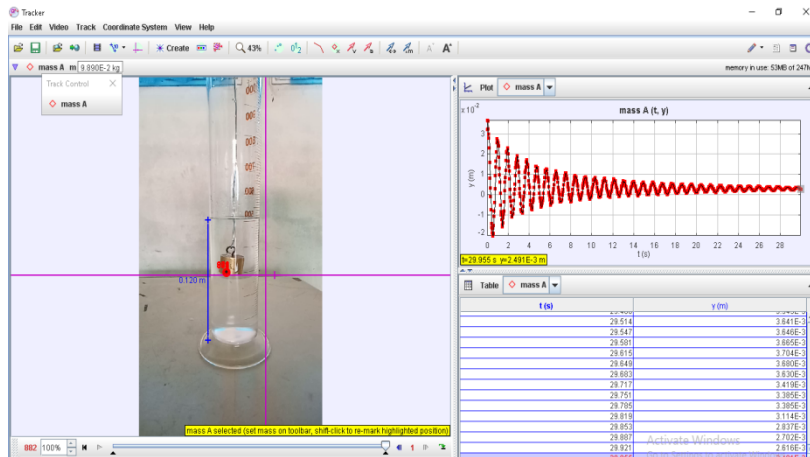 Tracker
File Edit Video Track Coordinate System View Help
Create 43%
mass A m 9.890E-2 kg
memory in use: 53MB of 247M
Track Control
mass A
0.120 m
mass A selected (set mass on toolbar, shift-click to re-mark highlighted position)
882 100% 1
Plot mass A
mass A (t, y)
x10^-2
y (m)
3
2
1
0
-1
-2
0 2 4 6 8 10 12 14 16 18 20 22 24 26 28
t (s)
t=29.955 s y=2.491E-3 m
Table mass A
t (s) y (m)
29.514 3.641E-3
29.547 3.646E-3
29.581 3.665E-3
29.615 3.704E-3
29.649 3.680E-3
29.683 3.630E-3
29.717 3.419E-3
29.751 3.385E-3
29.785 3.385E-3
29.819 3.114E-3
29.853 2.837E-3
29.887 2.702E-3
29.921 2.616E-3
Activate Windows